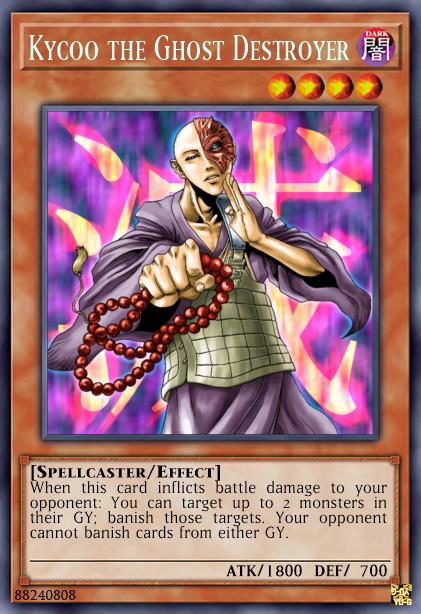 Kycoo the Ghost Destroyer
DARK
闇
[Spellcaster/Effect]
When this card inflicts battle damage to your
opponent: You can target up to 2 monsters in
their GY; banish those targets. Your opponent
cannot banish cards from either GY.
ATK/1800 DEF/ 700
88240808